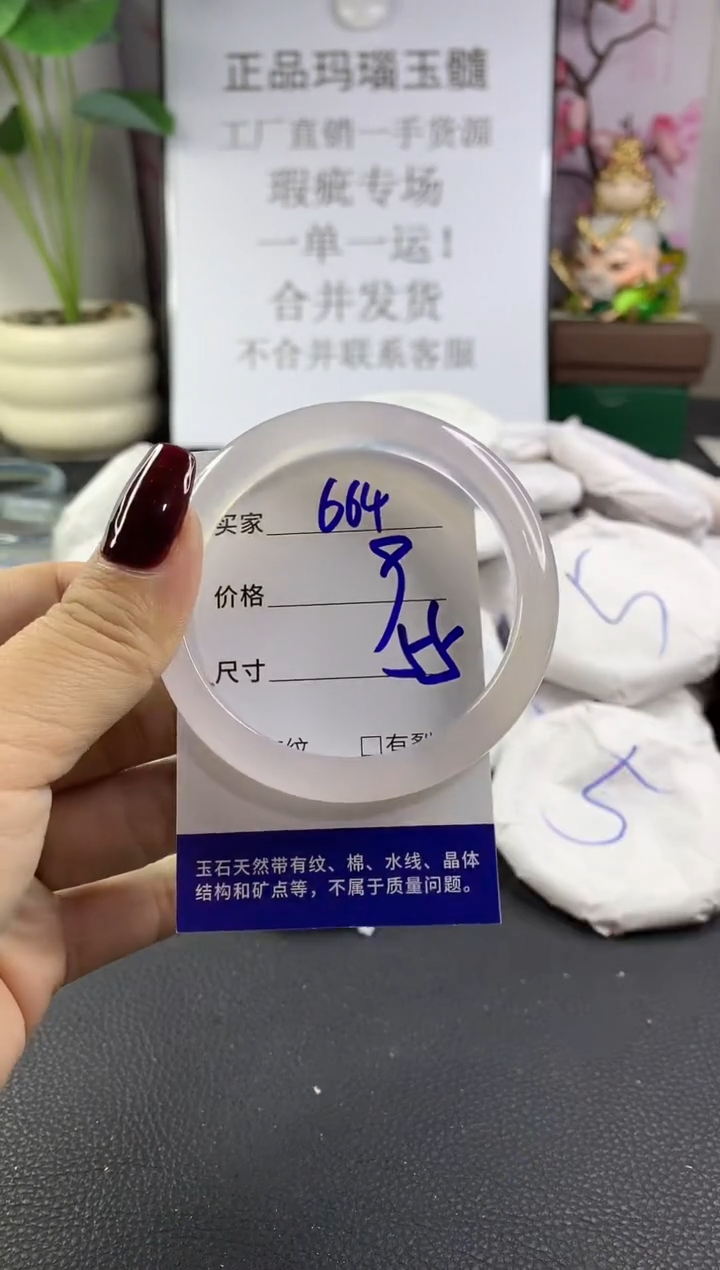 正品玛瑙玉髓
工厂直销一手货源
瑕疵专场
一单一运!
合并发货
不合并联系客服
买家 664
价格
尺寸 55
纹 □有裂
玉石天然带有纹、棉、水线、晶体
结构和矿点等，不属于质量问题。
5
5